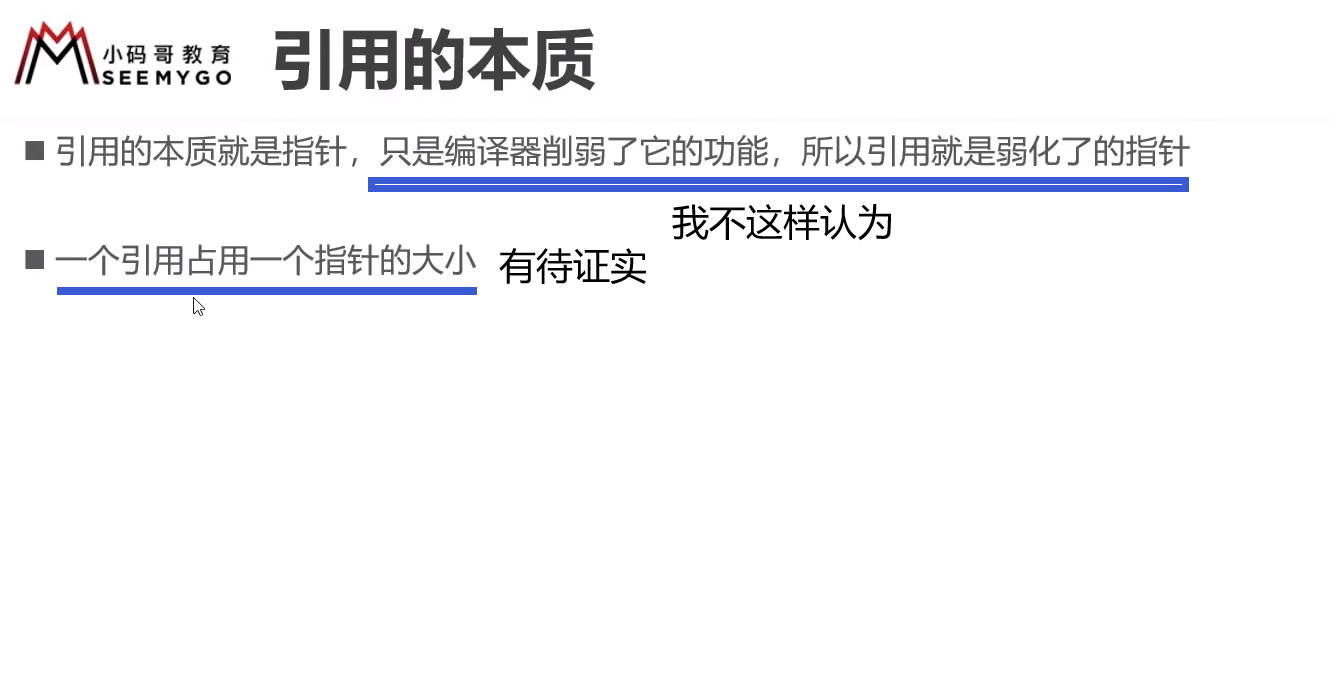 小码哥教育
SEEMYGO
引用的本质
■ 引用的本质就是指针，只是编译器削弱了它的功能，所以引用就是弱化了的指针
我不这样认为
■ 一个引用占用一个指针的大小 有待证实